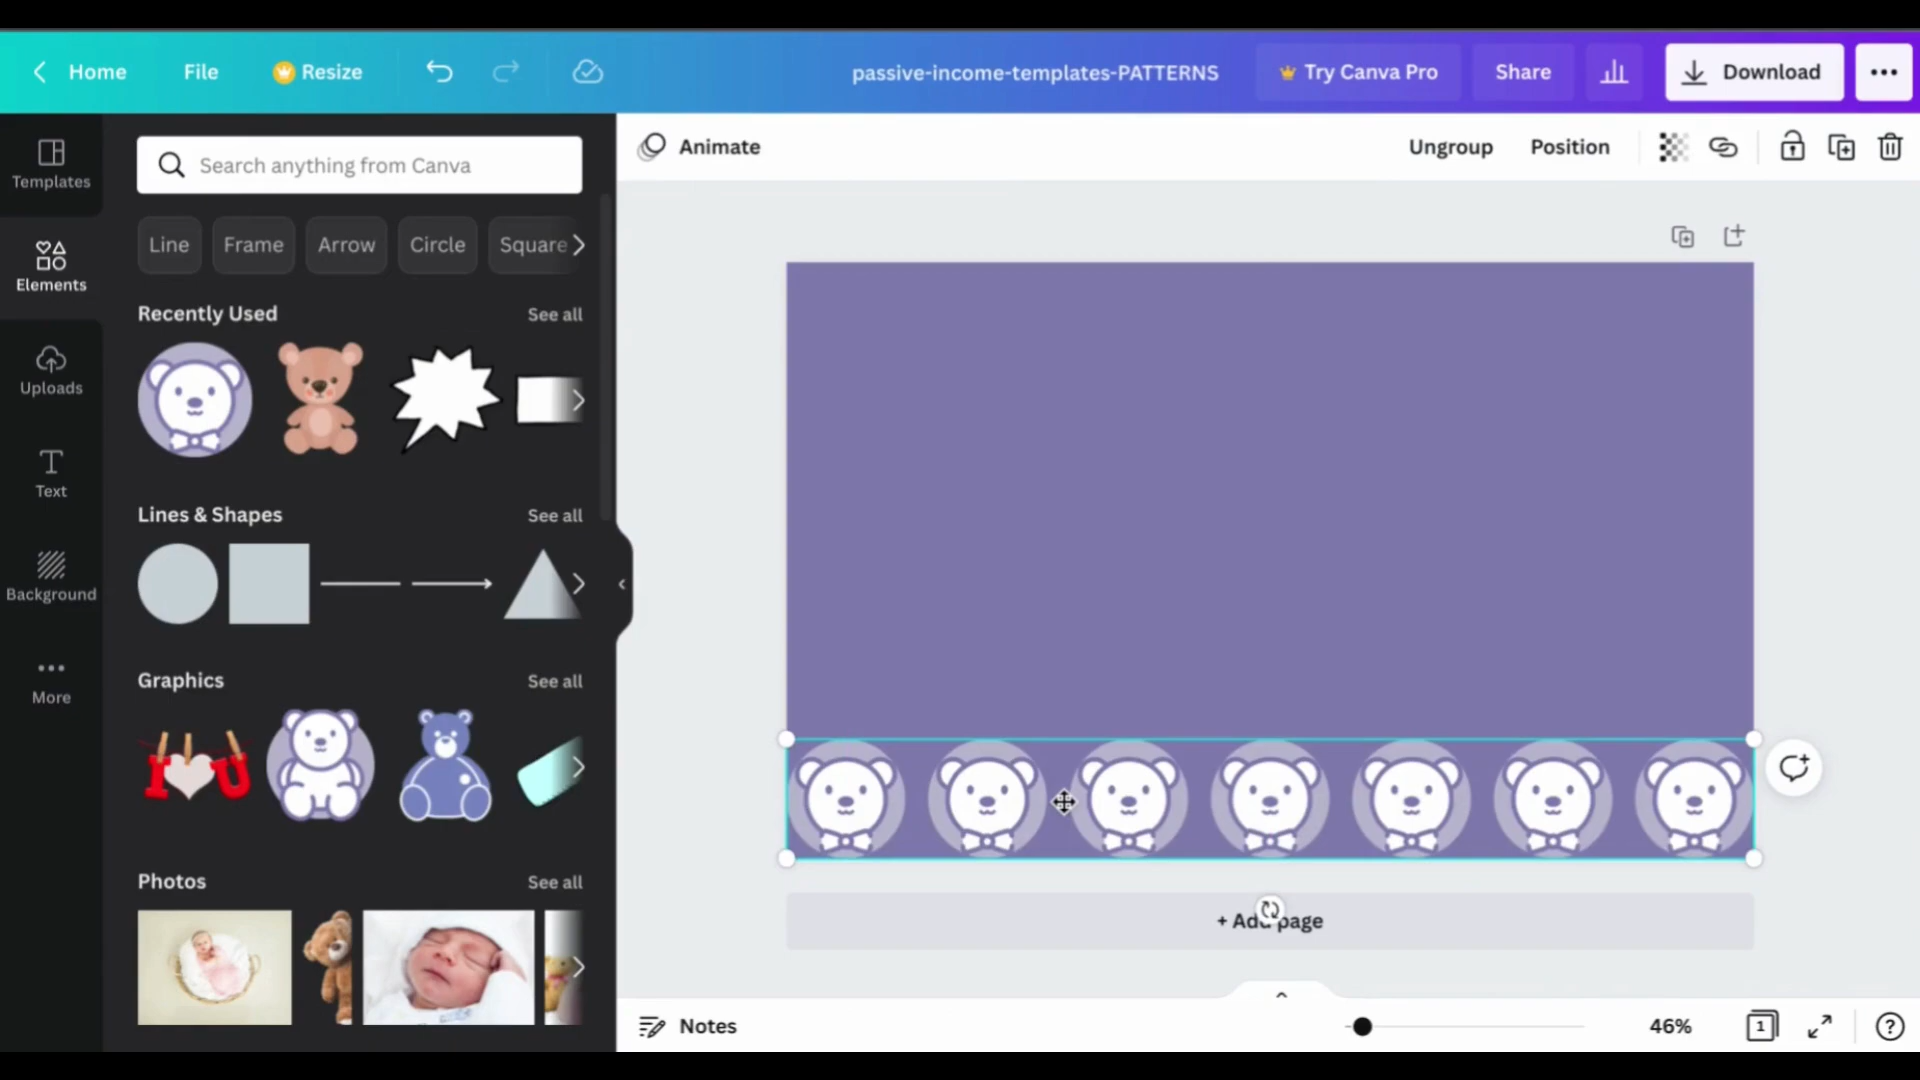 Home File Resize passive-income-templates-PATTERNS Try Canva Pro Share Download
Templates
Elements
Uploads
Text
Background
More
Search anything from Canva
Line Frame Arrow Circle Square
Recently Used See all
Lines & Shapes See all
Graphics See all
I U
Photos See all
Animate Ungroup Position
+ Add page
Notes 46% 1 ?